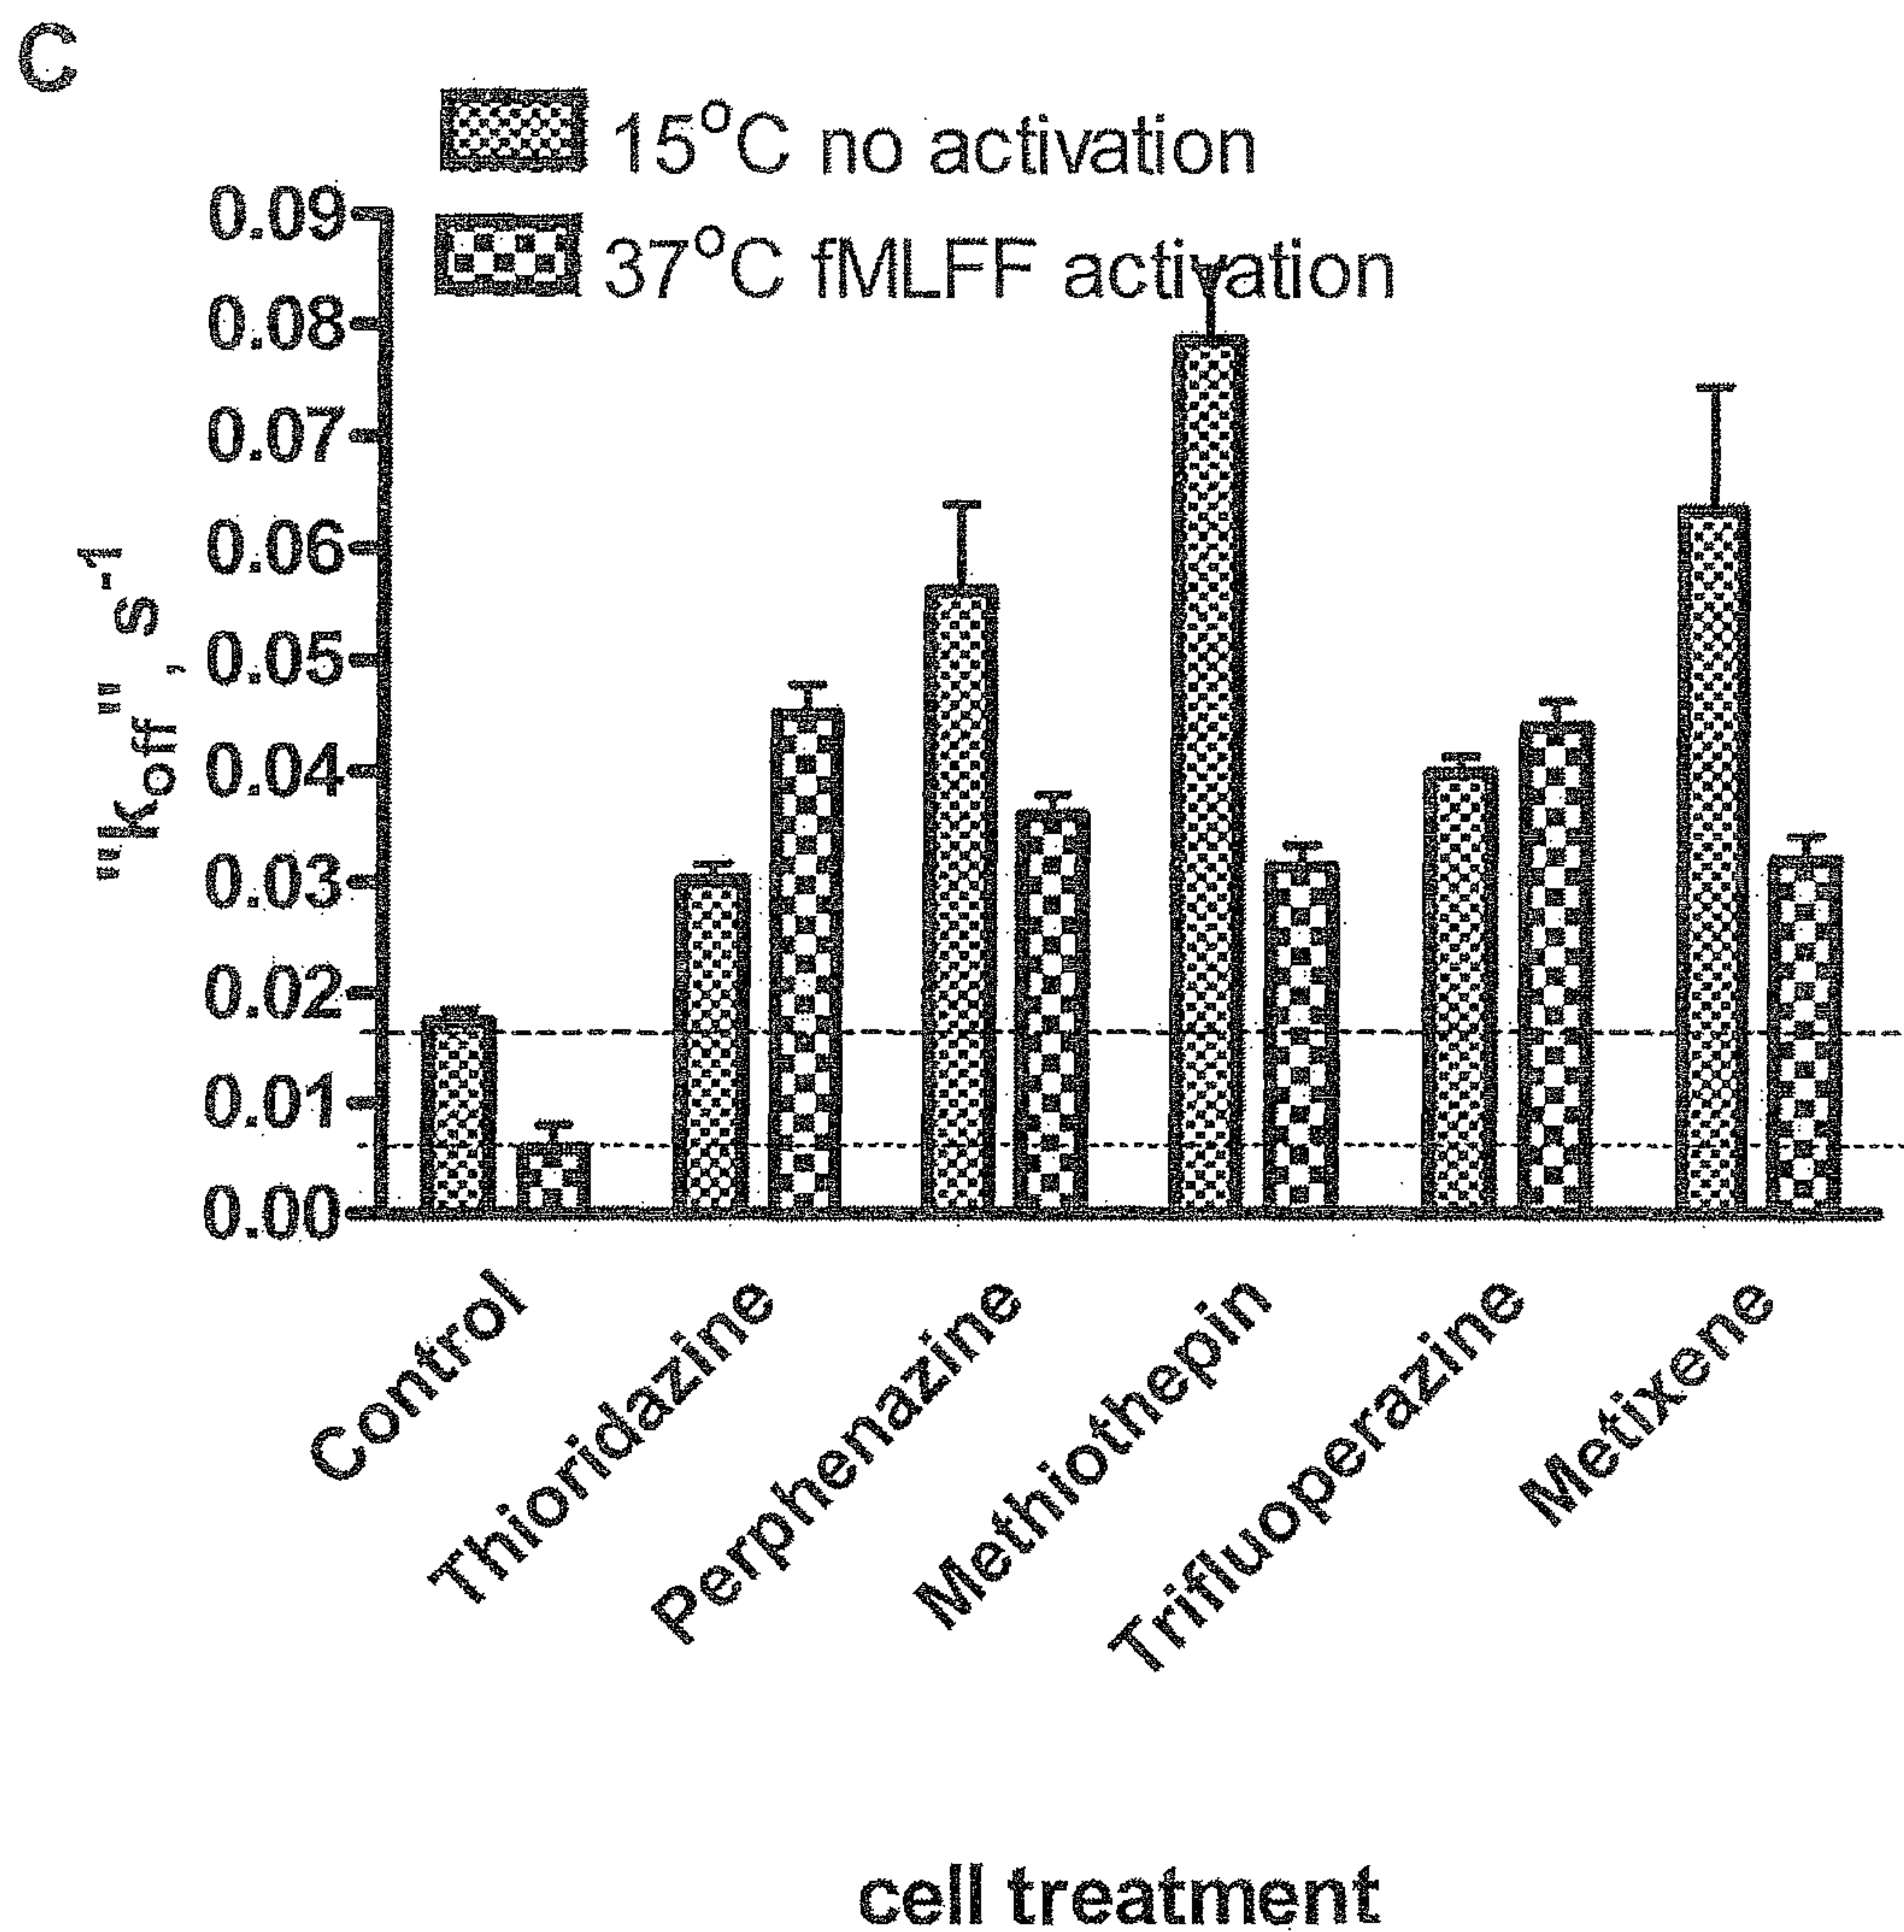 C
15°C no activation
37°C fMLFF activation
0.09
0.08
0.07
0.06
0.05
0.04
0.03
0.02
0.01
0.00
"koff", s-1
Control
Thioridazine
Perphenazine
Methiothepin
Trifluoperazine
Metixene
cell treatment